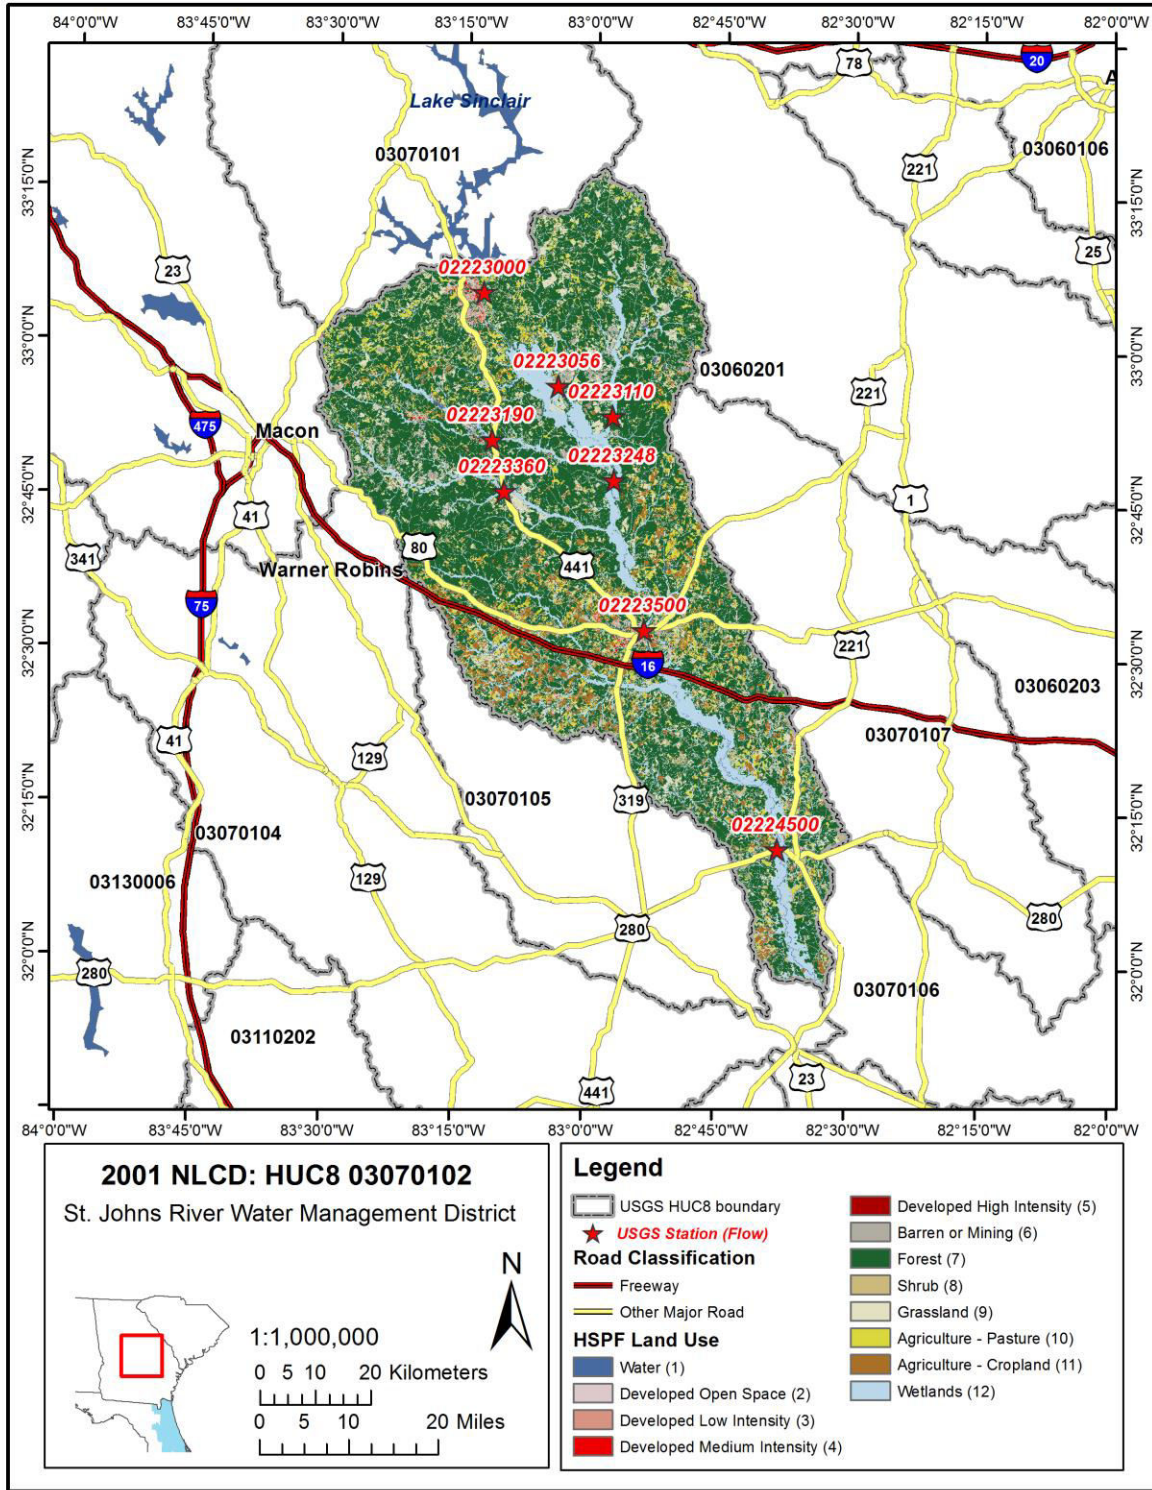 84°0'0"W 83°45'0"W 83°30'0"W 83°15'0"W 83°0'0"W 82°45'0"W 82°30'0"W 82°15'0"W 82°0'0"W
20
78
A
Lake Sinclair
03070101
03060106
221
33°15'0"N
33°15'0"N
25
23
02223000
33°0'0"N
33°0'0"N
02223056
03060201
02223110
221
475
Macon
02223190
02223248
02223360
32°45'0"N
32°45'0"N
1
41
80
341
Warner Robins
441
75
02223500
32°30'0"N
32°30'0"N
16
221
03060203
41
03070107
129
03070105
319
32°15'0"N
32°15'0"N
02224500
03070104
03130006
129
280
280
32°0'0"N
32°0'0"N
280
03070106
03110202
441
23
84°0'0"W 83°45'0"W 83°30'0"W 83°15'0"W 83°0'0"W 82°45'0"W 82°30'0"W 82°15'0"W 82°0'0"W
2001 NLCD: HUC8 03070102
St. Johns River Water Management District
N
1:1,000,000
0 5 10 20 Kilometers
0 5 10 20 Miles
Legend
USGS HUC8 boundary
USGS Station (Flow)
Road Classification
Freeway
Other Major Road
HSPF Land Use
Water (1)
Developed Open Space (2)
Developed Low Intensity (3)
Developed Medium Intensity (4)
Developed High Intensity (5)
Barren or Mining (6)
Forest (7)
Shrub (8)
Grassland (9)
Agriculture - Pasture (10)
Agriculture - Cropland (11)
Wetlands (12)